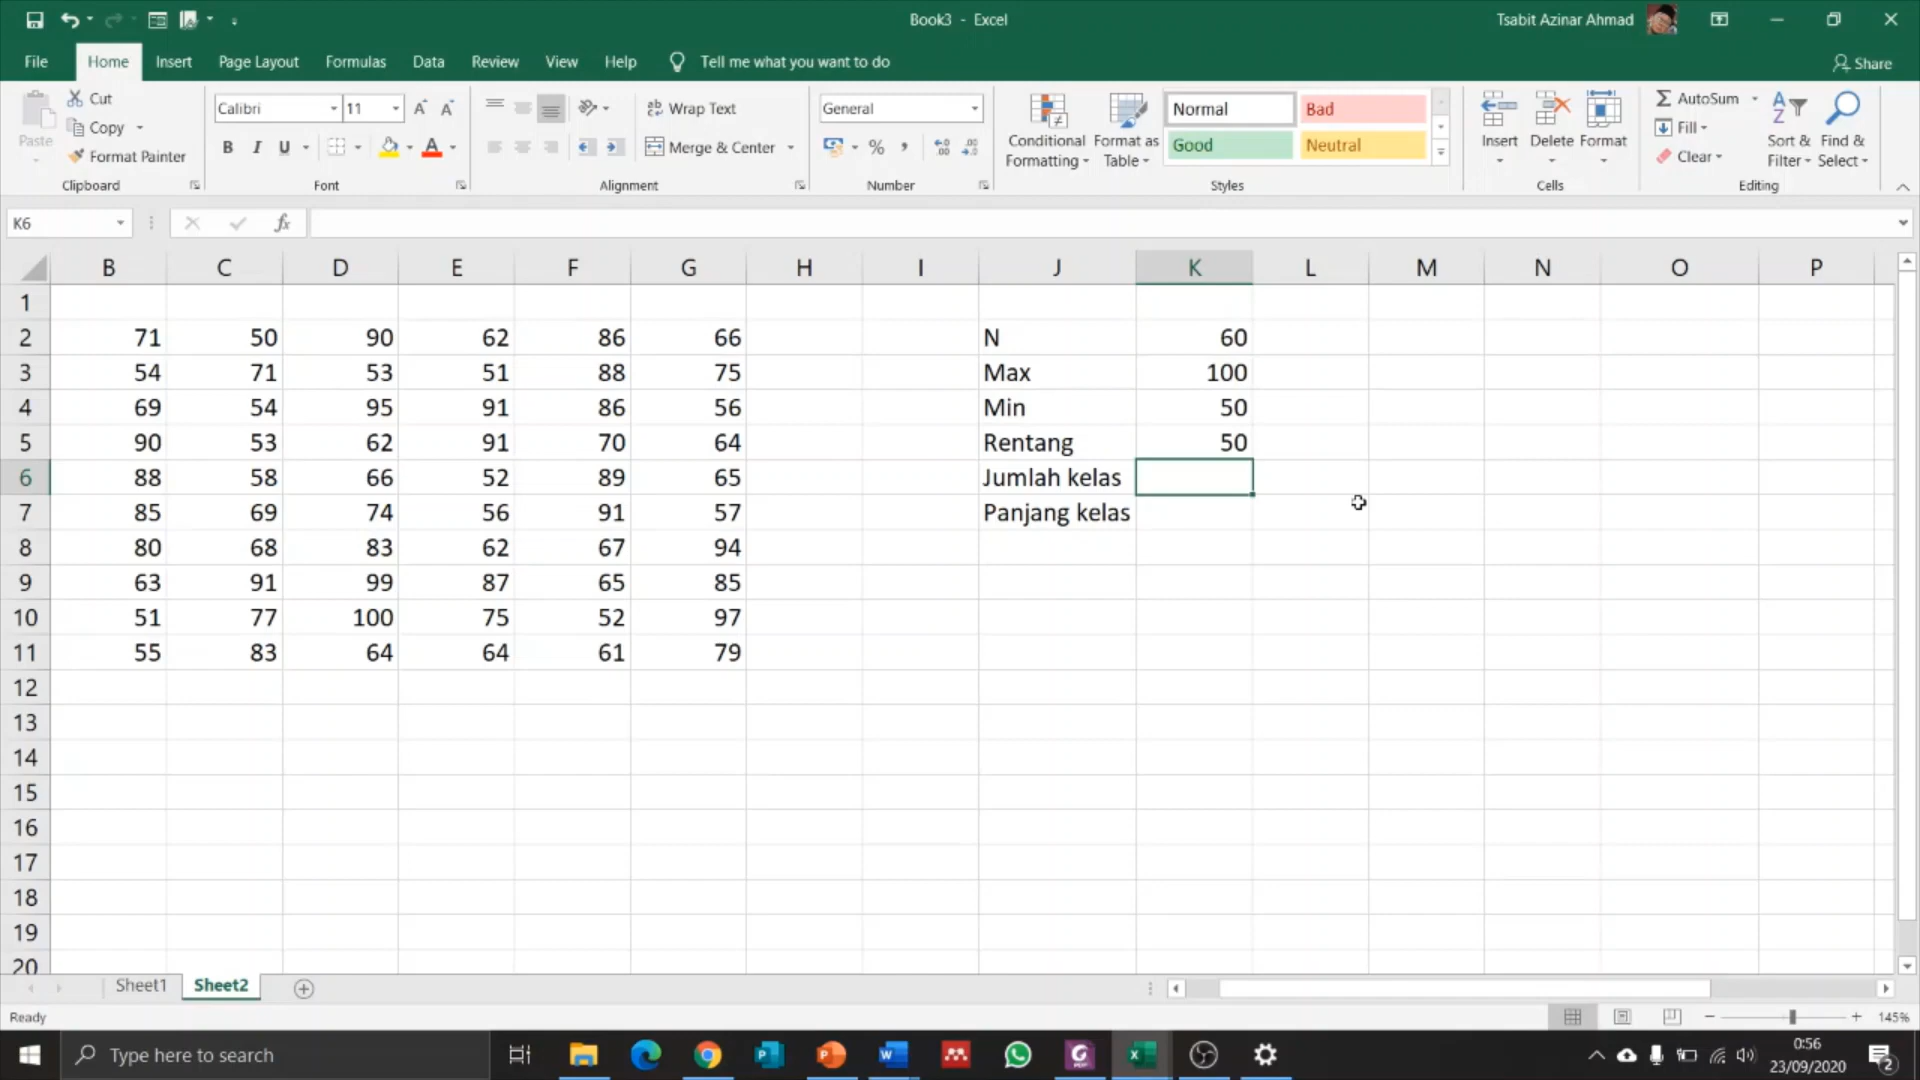 Book3 - Excel
Tsabit Azinar Ahmad
File Home Insert Page Layout Formulas Data Review View Help Tell me what you want to do
Share
Paste
Cut
Copy
Format Painter
Clipboard
Calibri 11
B I U
Font
Wrap Text
Merge & Center
Alignment
General
Number
Conditional Formatting
Format as Table
Normal Bad
Good Neutral
Styles
Insert Delete Format
Cells
AutoSum
Fill
Clear
Sort & Filter
Find & Select
Editing
K6
fx
B C D E F G H I J K L M N O P
1
2 71 50 90 62 86 66 N 60
3 54 71 53 51 88 75 Max 100
4 69 54 95 91 86 56 Min 50
5 90 53 62 91 70 64 Rentang 50
6 88 58 66 52 89 65 Jumlah kelas
7 85 69 74 56 91 57 Panjang kelas
8 80 68 83 62 67 94
9 63 91 99 87 65 85
10 51 77 100 75 52 97
11 55 83 64 64 61 79
12
13
14
15
16
17
18
19
20
Sheet1 Sheet2
Ready
145%
Type here to search
0:56
23/09/2020
2